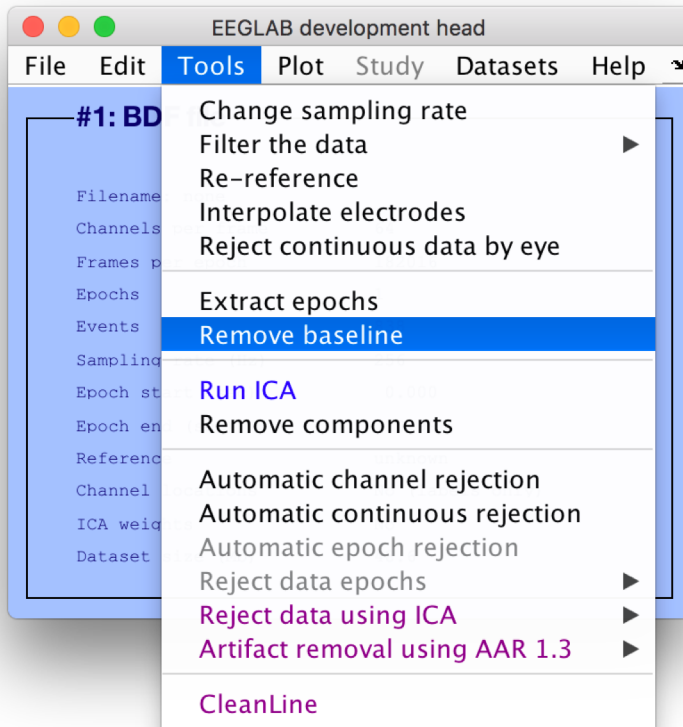 EEGLAB development head
File Edit Tools Plot Study Datasets Help
#1: BD
Change sampling rate
Filter the data
Re-reference
Interpolate electrodes
Reject continuous data by eye
Extract epochs
Remove baseline
Run ICA
Remove components
Automatic channel rejection
Automatic continuous rejection
Automatic epoch rejection
Reject data epochs
Reject data using ICA
Artifact removal using AAR 1.3
CleanLine
Filename
Channels
Frames p
Epochs
Events
Sampling
Epoch st
Epoch en
Referenc
Channel
ICA weig
Dataset